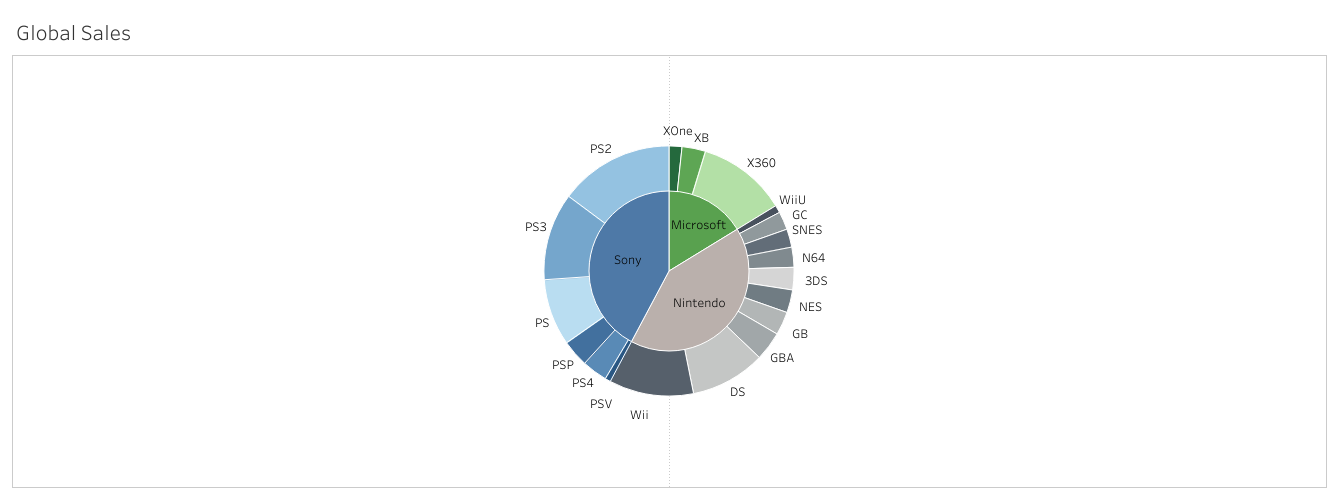 Global Sales
XOne
XB
PS2
X360
WiiU
GC
Microsoft
PS3
SNES
Sony
N64
3DS
Nintendo
NES
PS
GB
GBA
PSP
PS4
DS
PSV
Wii